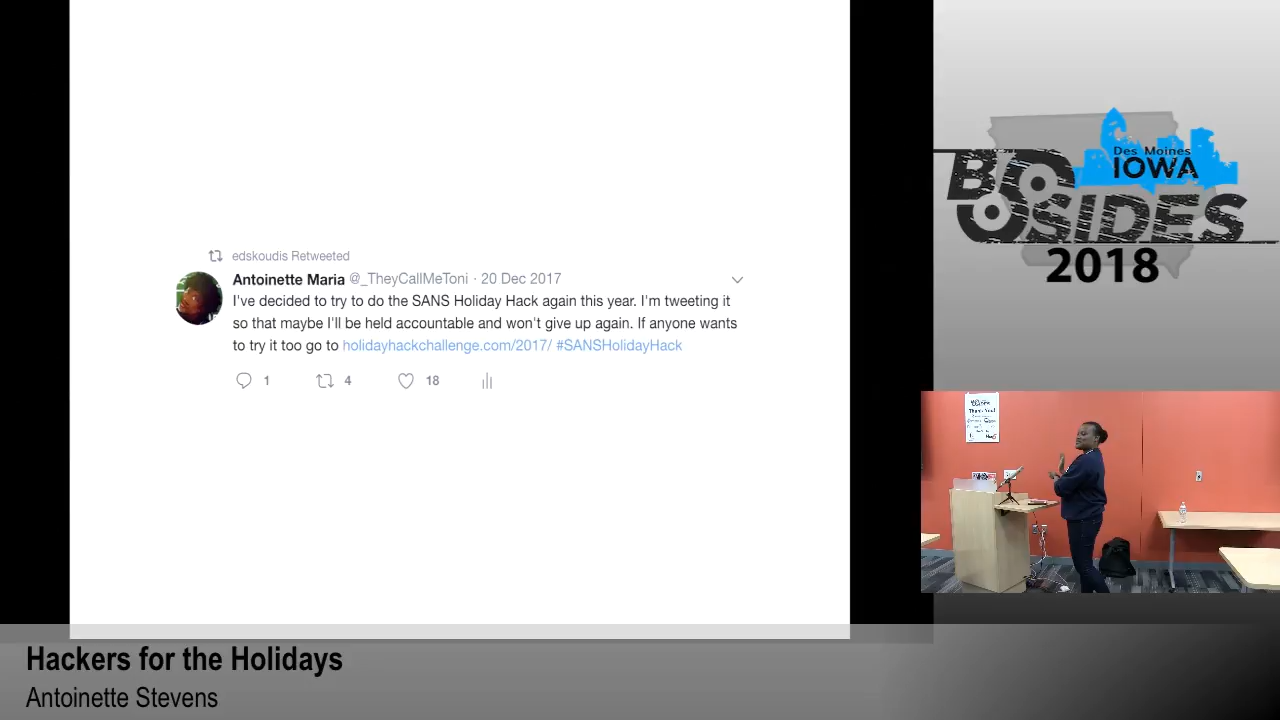 edskoudis Retweeted
Antoinette Maria @_TheyCallMeToni · 20 Dec 2017
I've decided to try to do the SANS Holiday Hack again this year. I'm tweeting it
so that maybe I'll be held accountable and won't give up again. If anyone wants
to try it too go to holidayhackchallenge.com/2017/ #SANSHolidayHack
1 4 18
Des Moines
IOWA
BSIDES
2018
Thank You!
Hackers for the Holidays
Antoinette Stevens